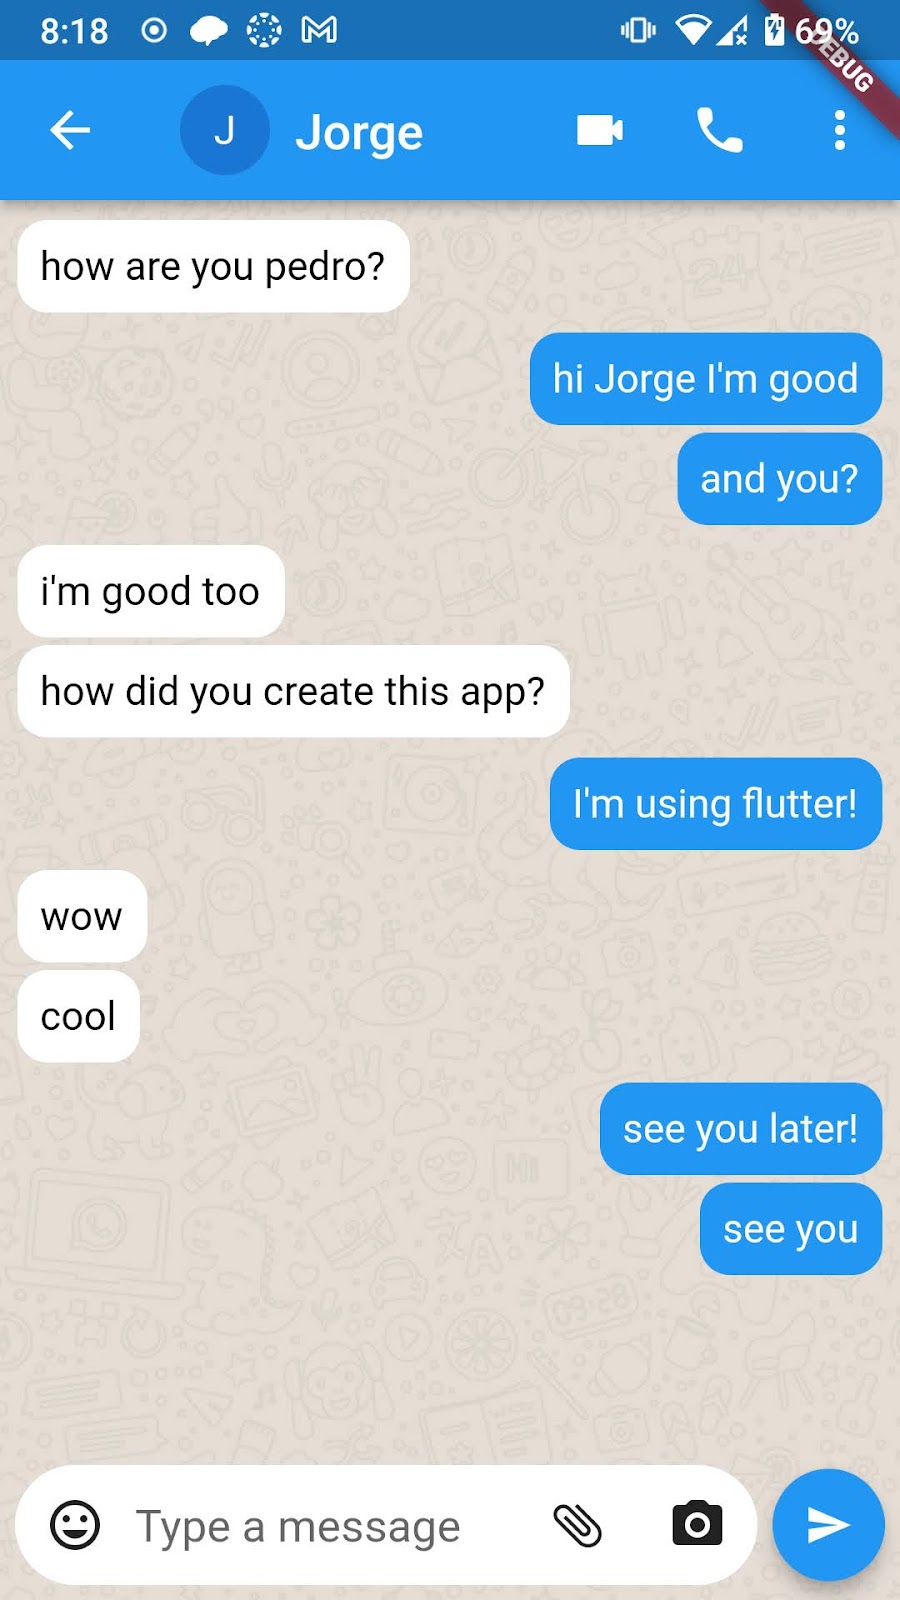 8:18 69%
DEBUG
J Jorge
how are you pedro?
hi Jorge I'm good
and you?
i'm good too
how did you create this app?
I'm using flutter!
wow
cool
see you later!
see you
Type a message